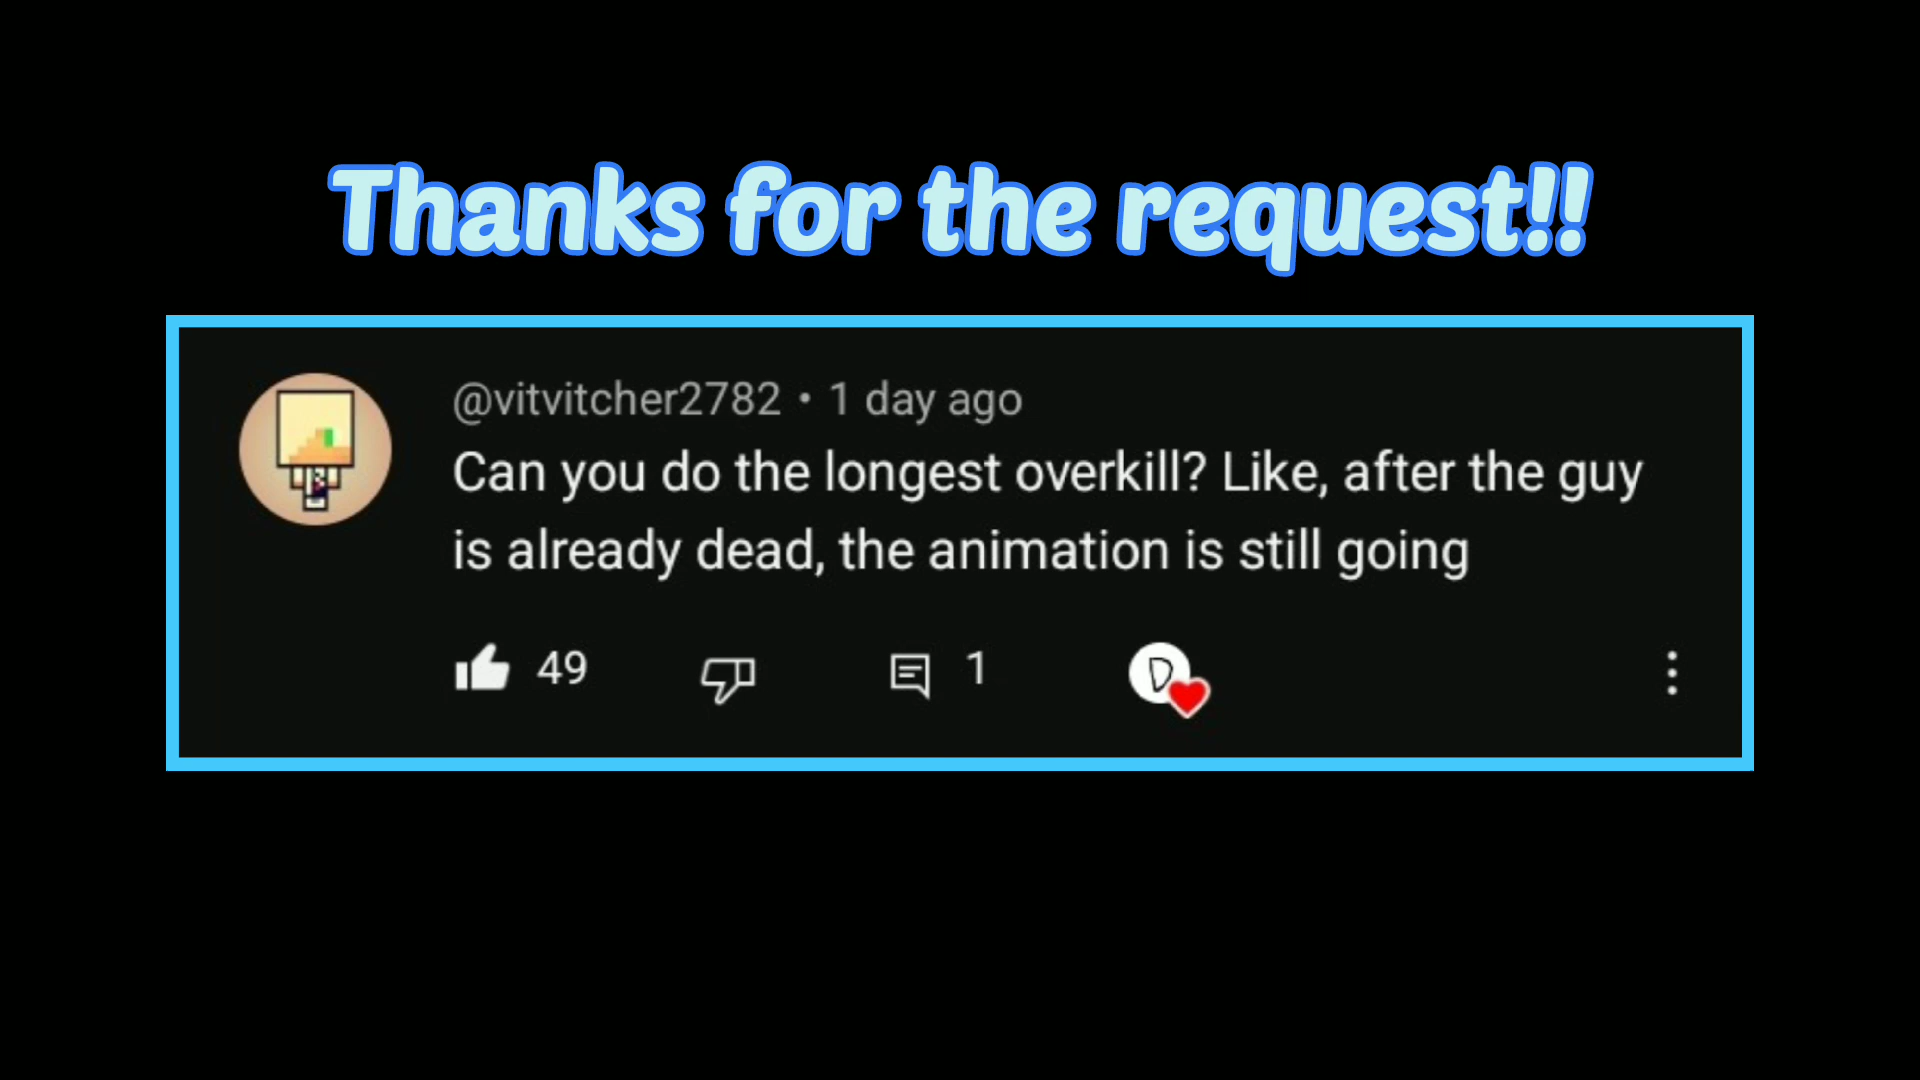 Thanks for the request!!
@vitvitcher2782 • 1 day ago
Can you do the longest overkill? Like, after the guy
is already dead, the animation is still going
49 1 D